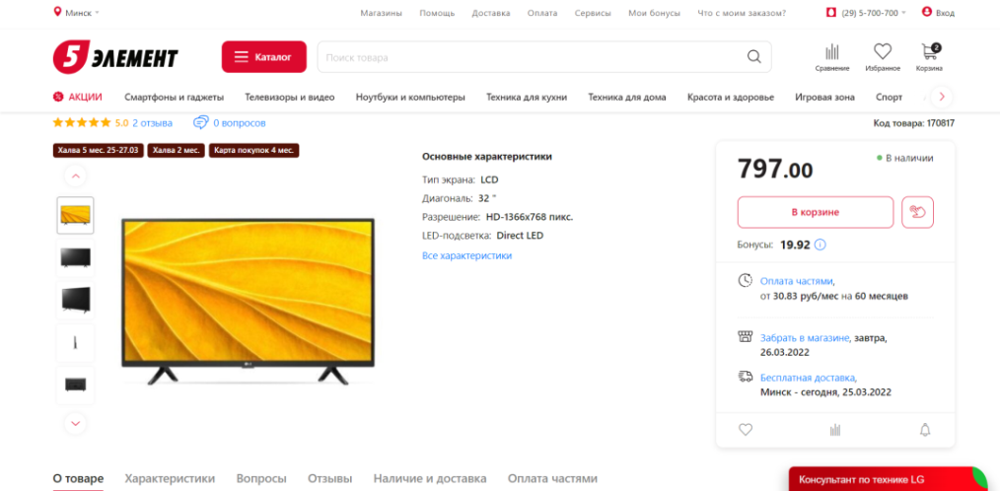 Минск
Магазины Помощь Доставка Оплата Сервисы Мои бонусы Что с моим заказом?
(29) 5-700-700 Вход
5 ЭЛЕМЕНТ
Каталог
Поиск товара
Сравнение Избранное Корзина 2
АКЦИИ Смартфоны и гаджеты Телевизоры и видео Ноутбуки и компьютеры Техника для кухни Техника для дома Красота и здоровье Игровая зона Спорт
5.0 2 отзыва 0 вопросов
Код товара: 170817
Халва 5 мес. 25-27.03 Халва 2 мес. Карта покупок 4 мес.
Основные характеристики
Тип экрана: LCD
Диагональ: 32 "
Разрешение: HD-1366x768 пикс.
LED-подсветка: Direct LED
Все характеристики
В наличии
797.00
В корзине
Бонусы: 19.92
Оплата частями,
от 30.83 руб/мес на 60 месяцев
Забрать в магазине, завтра,
26.03.2022
Бесплатная доставка,
Минск - сегодня, 25.03.2022
О товаре Характеристики Вопросы Отзывы Наличие и доставка Оплата частями
Консультант по технике LG